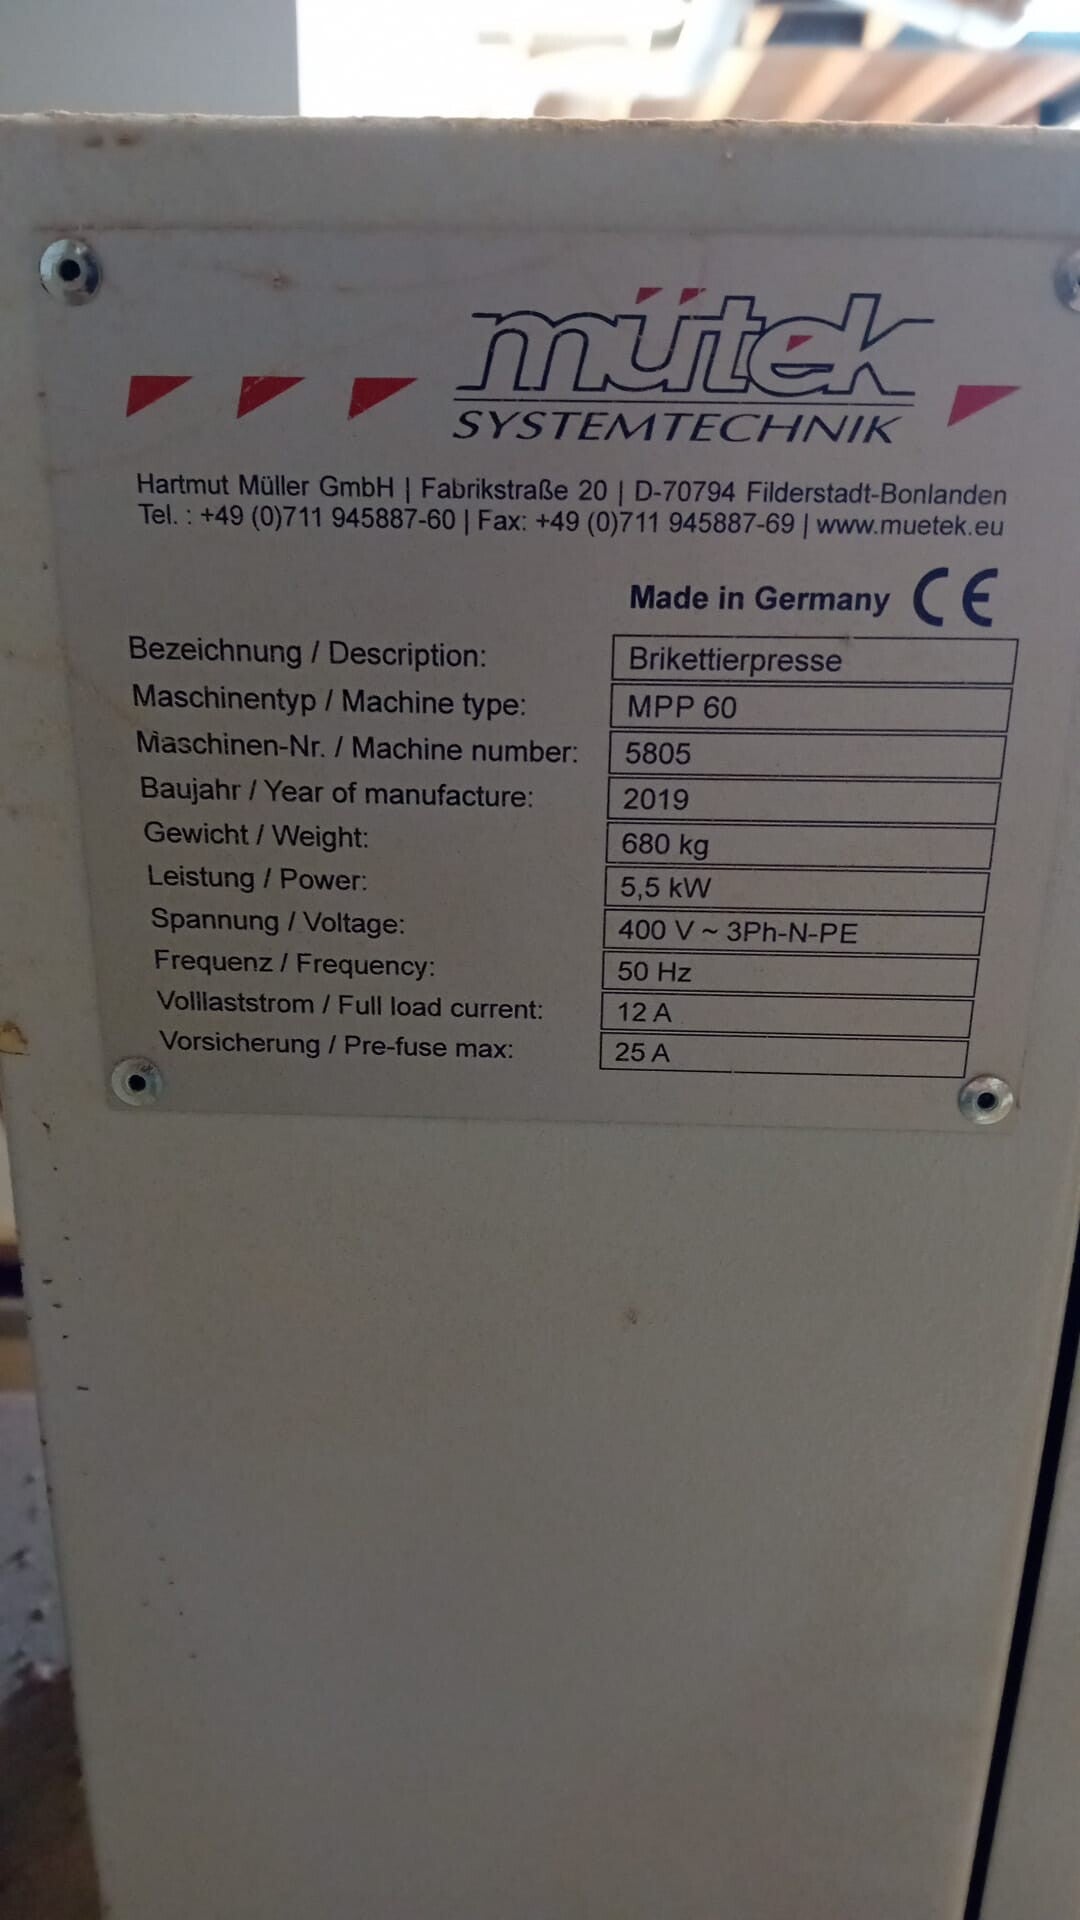 mütek
SYSTEMTECHNIK
Hartmut Müller GmbH | Fabrikstraße 20 | D-70794 Filderstadt-Bonlanden
Tel. : +49 (0)711 945887-60 | Fax: +49 (0)711 945887-69 | www.muetek.eu
Made in Germany CE
Bezeichnung / Description: Brikettierpresse
Maschinentyp / Machine type: MPP 60
Maschinen-Nr. / Machine number: 5805
Baujahr / Year of manufacture: 2019
Gewicht / Weight: 680 kg
Leistung / Power: 5,5 kW
Spannung / Voltage: 400 V ~ 3Ph-N-PE
Frequenz / Frequency: 50 Hz
Volllaststrom / Full load current: 12 A
Vorsicherung / Pre-fuse max: 25 A